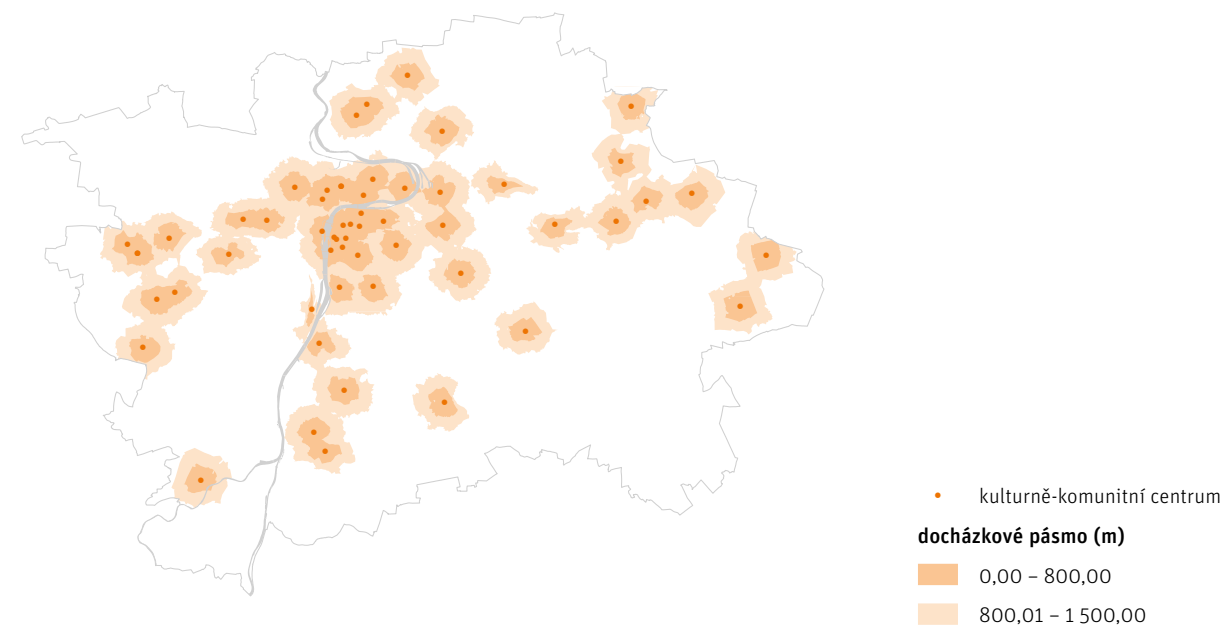 kulturně-komunitní centrum
docházkové pásmo (m)
0,00 – 800,00
800,01 – 1 500,00